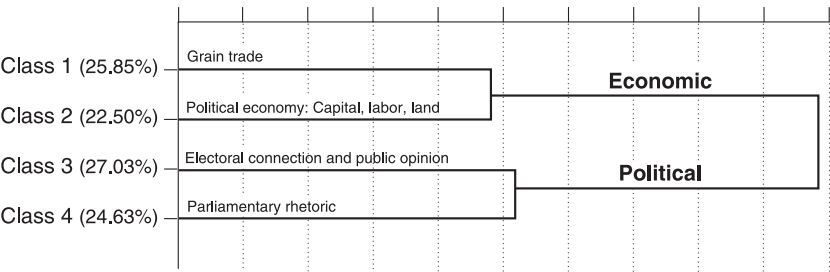 Grain trade
Class 1 (25.85%)
Economic
Political economy: Capital, labor, land
Class 2 (22.50%)
Electoral connection and public opinion
Class 3 (27.03%)
Political
Parliamentary rhetoric
Class 4 (24.63%)